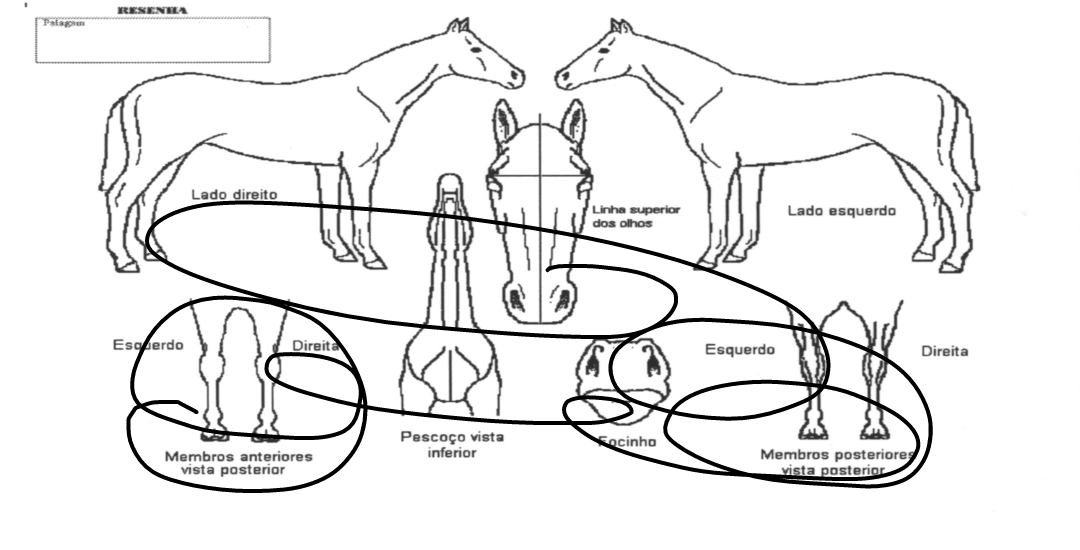 RESENHA
Pelagem
Lado direito
Linha superior
dos olhos
Lado esquerdo
Esquerdo
Direita
Esquerdo
Direita
Pescoço vista
inferior
Focinho
Membros anteriores
vista posterior
Membros posteriores
vista posterior